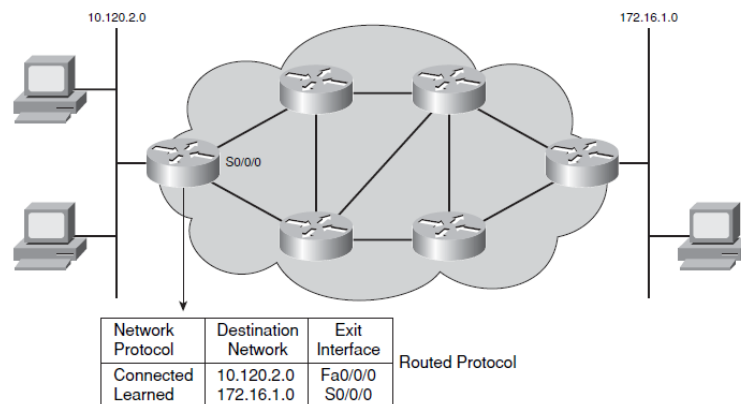 10.120.2.0
172.16.1.0
S0/0/0
Network Protocol
Destination Network
Exit Interface
Routed Protocol
Connected 10.120.2.0 Fa0/0/0
Learned 172.16.1.0 S0/0/0